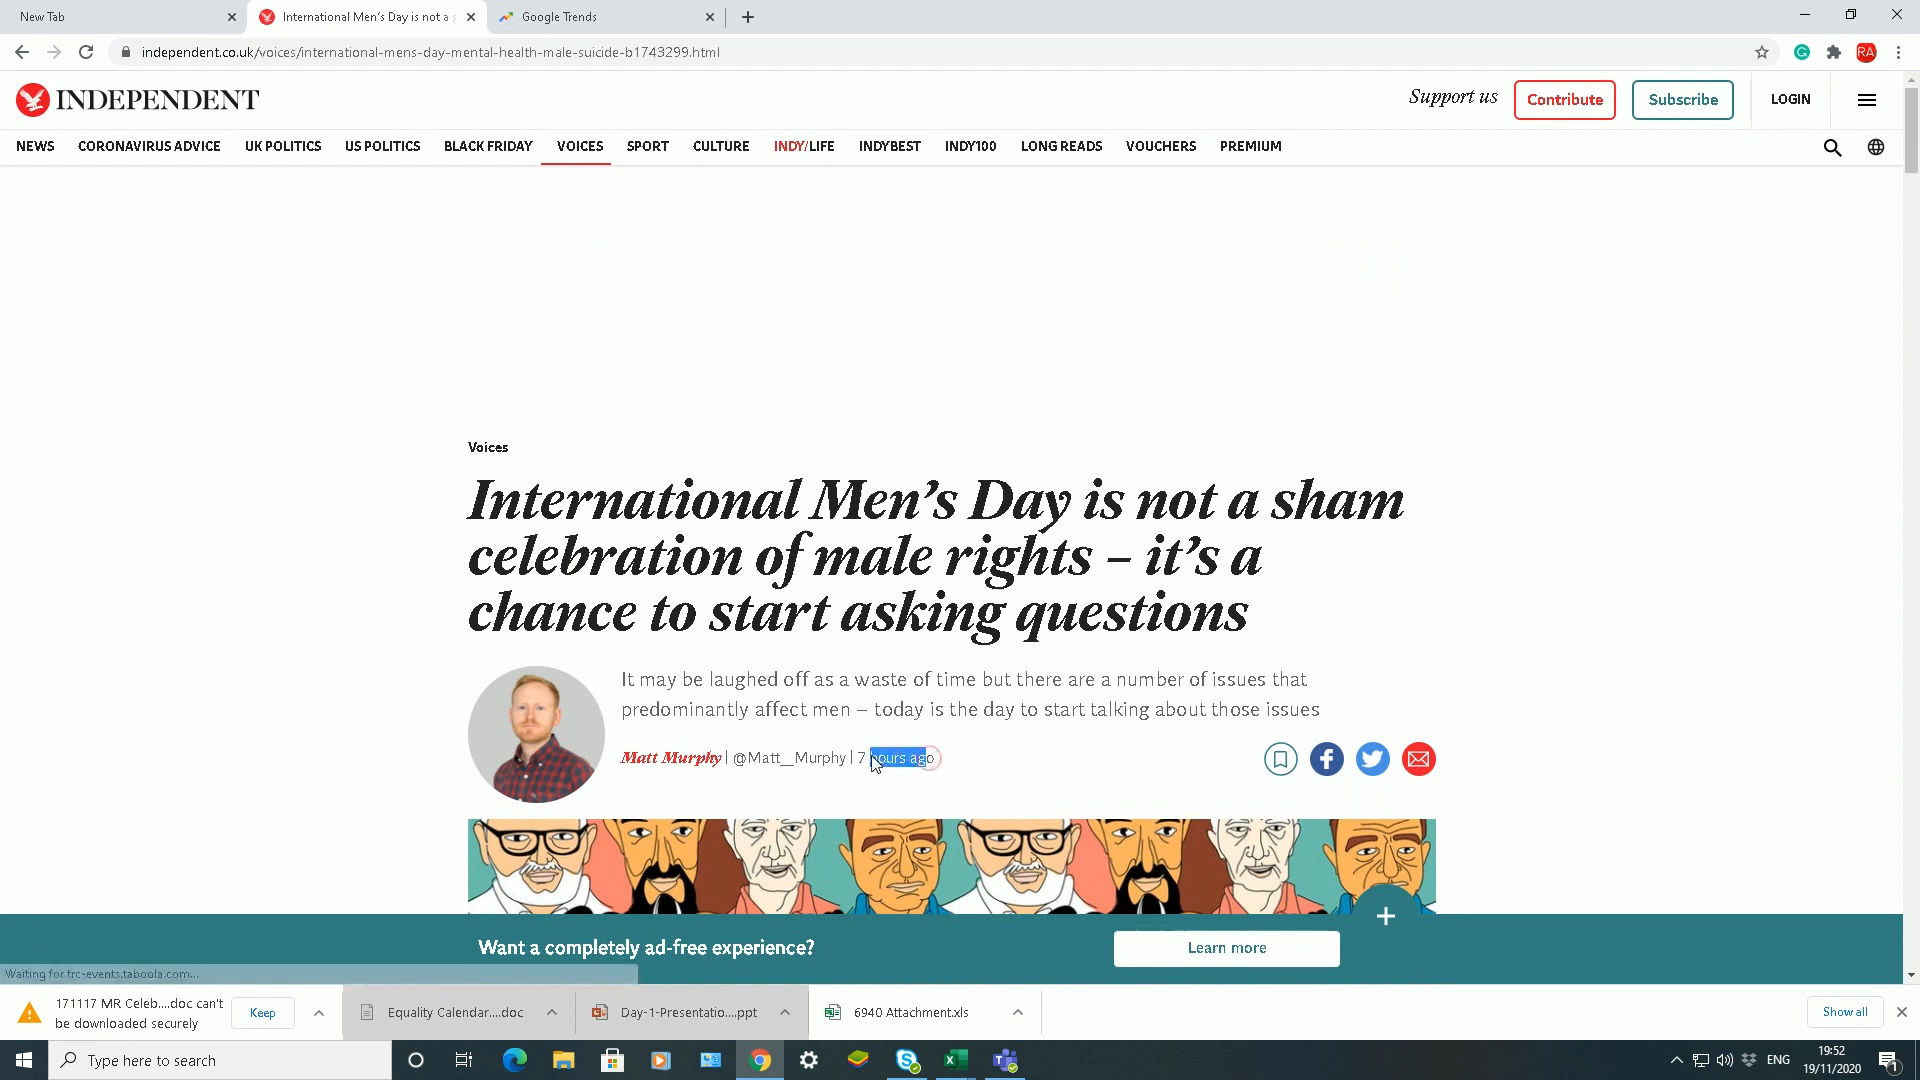 New Tab
International Men's Day is not a s
Google Trends
independent.co.uk/voices/international-mens-day-mental-health-male-suicide-b1743299.html
RA
INDEPENDENT
Support us
Contribute
Subscribe
LOGIN
NEWS CORONAVIRUS ADVICE UK POLITICS US POLITICS BLACK FRIDAY VOICES SPORT CULTURE INDY/LIFE INDYBEST INDY100 LONG READS VOUCHERS PREMIUM
Voices
International Men's Day is not a sham
celebration of male rights – it's a
chance to start asking questions
It may be laughed off as a waste of time but there are a number of issues that
predominantly affect men – today is the day to start talking about those issues
Matt Murphy | @Matt__Murphy | 7 hours ago
Want a completely ad-free experience?
Learn more
Waiting for trc-events.taboola.com...
171117 MR Celeb....doc can't
be downloaded securely
Keep
Equality Calendar....doc
Day-1-Presentatio....ppt
6940 Attachment.xls
Show all
Type here to search
ENG
19:52
19/11/2020
1